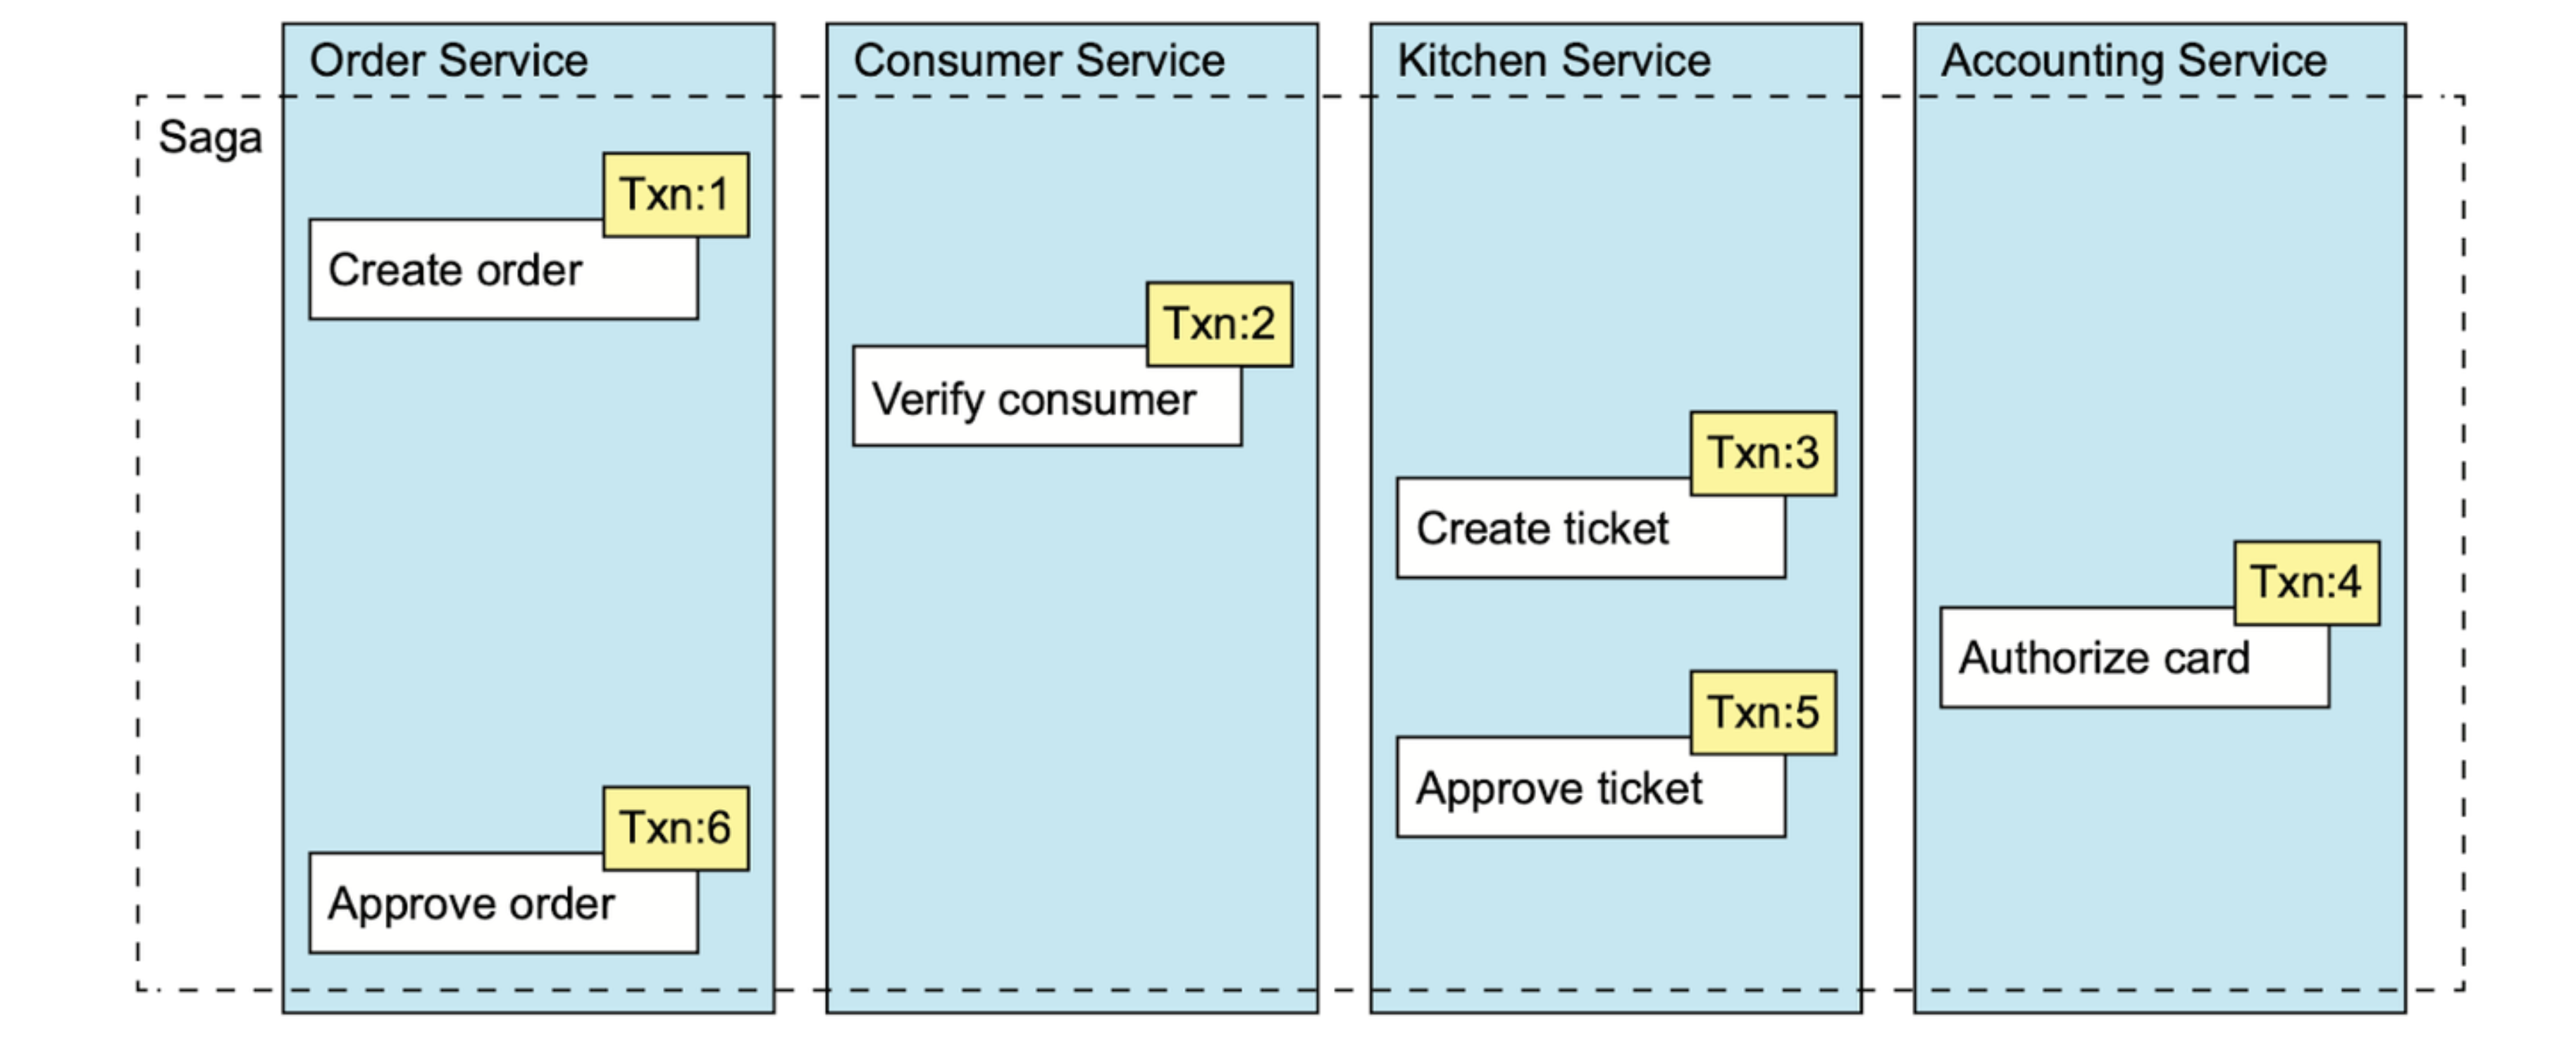 Order Service
Consumer Service
Kitchen Service
Accounting Service
Saga
Txn:1
Create order
Txn:2
Verify consumer
Txn:3
Create ticket
Txn:4
Authorize card
Txn:5
Approve ticket
Txn:6
Approve order